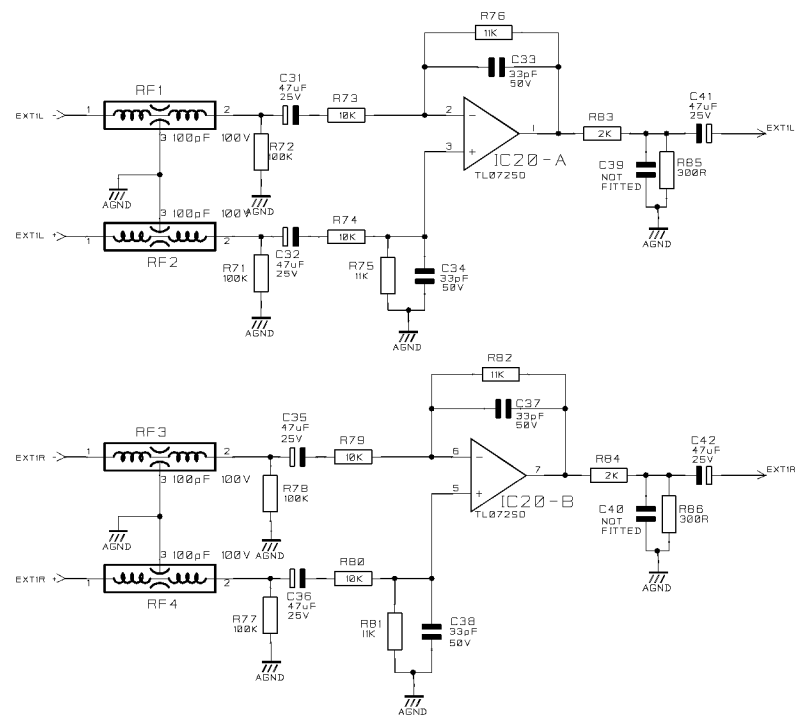 R76
11K
C33
33pF
50V
RF1
C31
47uF
25V
R73
10K
C41
47uF
25V
R83
2K
EXT1L -
1
2
3 100pF 100V
R72
100K
2
3
1
IC20-A
TL072SD
C39
NOT
FITTED
R85
300R
EXT1L
AGND
AGND
AGND
3 100pF 100V
EXT1L +
1
2
RF2
R74
10K
C32
47uF
25V
R71
100K
R75
11K
C34
33pF
50V
AGND
AGND
R82
11K
C37
33pF
50V
RF3
C35
47uF
25V
R79
10K
C42
47uF
25V
R84
2K
EXT1R -
1
2
3 100pF 100V
R78
100K
6
5
7
IC20-B
TL072SD
C40
NOT
FITTED
R86
300R
EXT1R
AGND
AGND
AGND
3 100pF 100V
EXT1R +
1
2
RF4
R80
10K
C36
47uF
25V
R77
100K
R81
11K
C38
33pF
50V
AGND
AGND